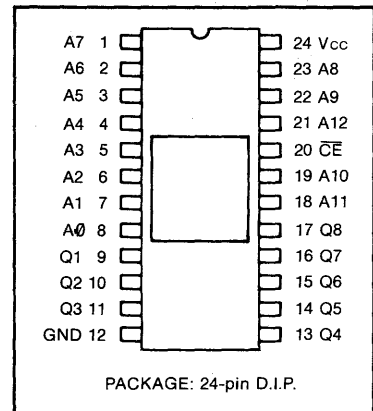 A7 1 24 Vcc
A6 2 23 A8
A5 3 22 A9
A4 4 21 A12
A3 5 20 C̅E̅
A2 6 19 A10
A1 7 18 A11
AØ 8 17 Q8
Q1 9 16 Q7
Q2 10 15 Q6
Q3 11 14 Q5
GND 12 13 Q4
PACKAGE: 24-pin D.I.P.